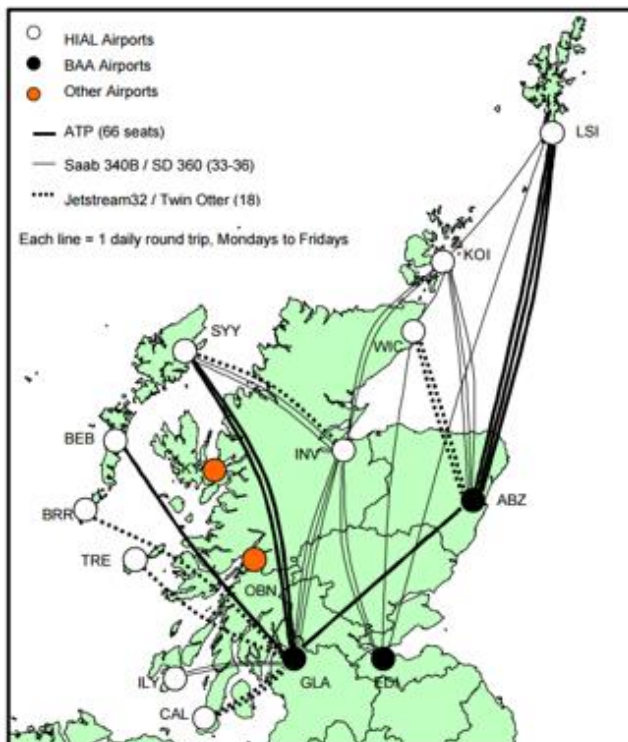 HIAL Airports
BAA Airports
Other Airports
ATP (66 seats)
Saab 340B / SD 360 (33-36)
Jetstream32 / Twin Otter (18)
Each line = 1 daily round trip, Mondays to Fridays
LSI
KOI
WIC
SYY
BEB
INV
BRR
ABZ
TRE
OBN
ILY
GLA
EDI
CAL